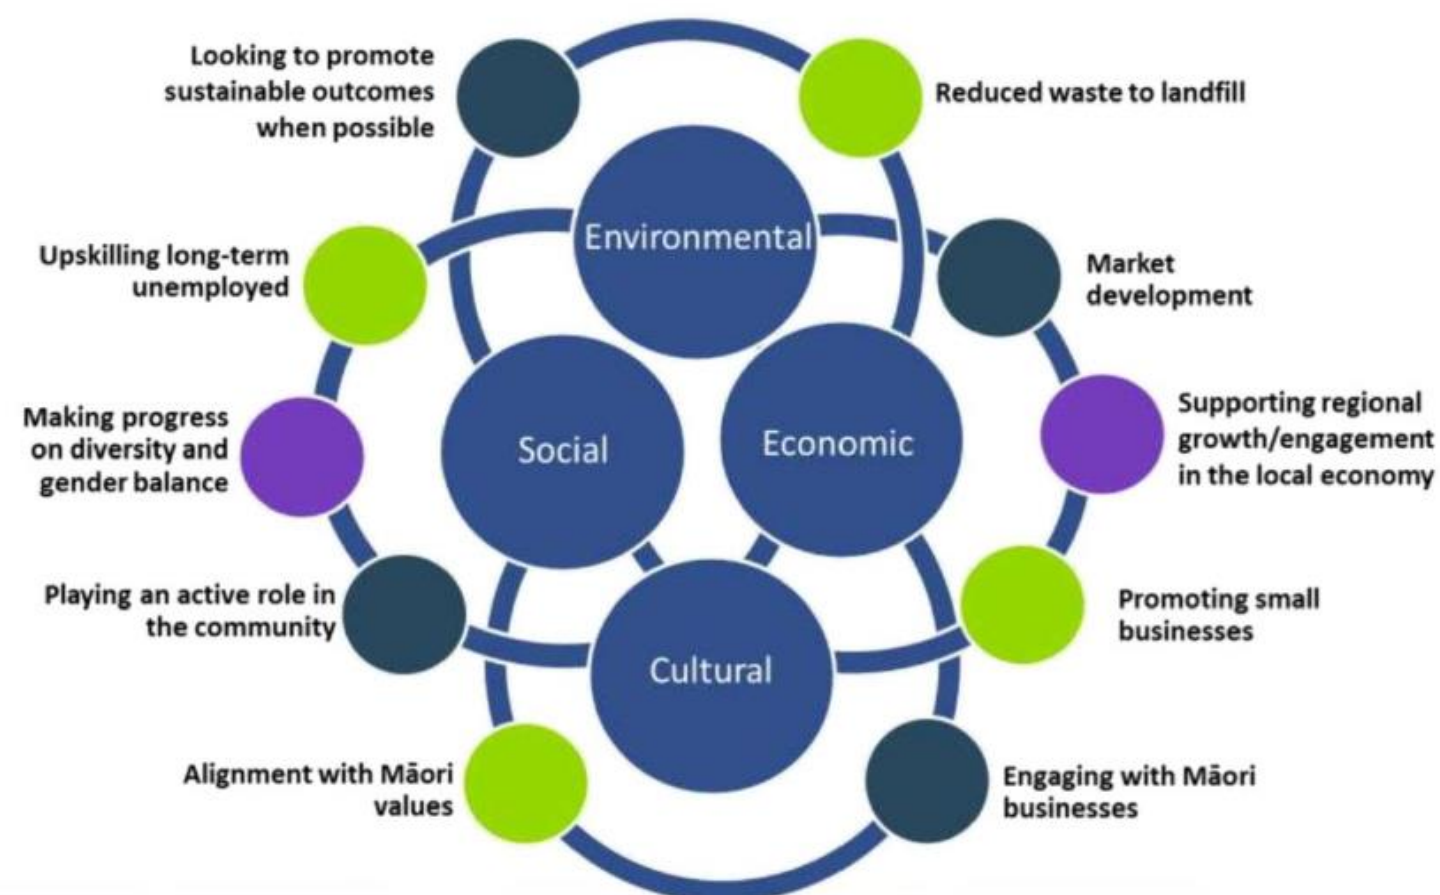 Looking to promote
sustainable outcomes
when possible
Reduced waste to landfill
Environmental
Upskilling long-term
unemployed
Market
development
Making progress
on diversity and
gender balance
Social
Economic
Supporting regional
growth/engagement
in the local economy
Playing an active role in
the community
Promoting small
businesses
Cultural
Alignment with Māori
values
Engaging with Māori
businesses